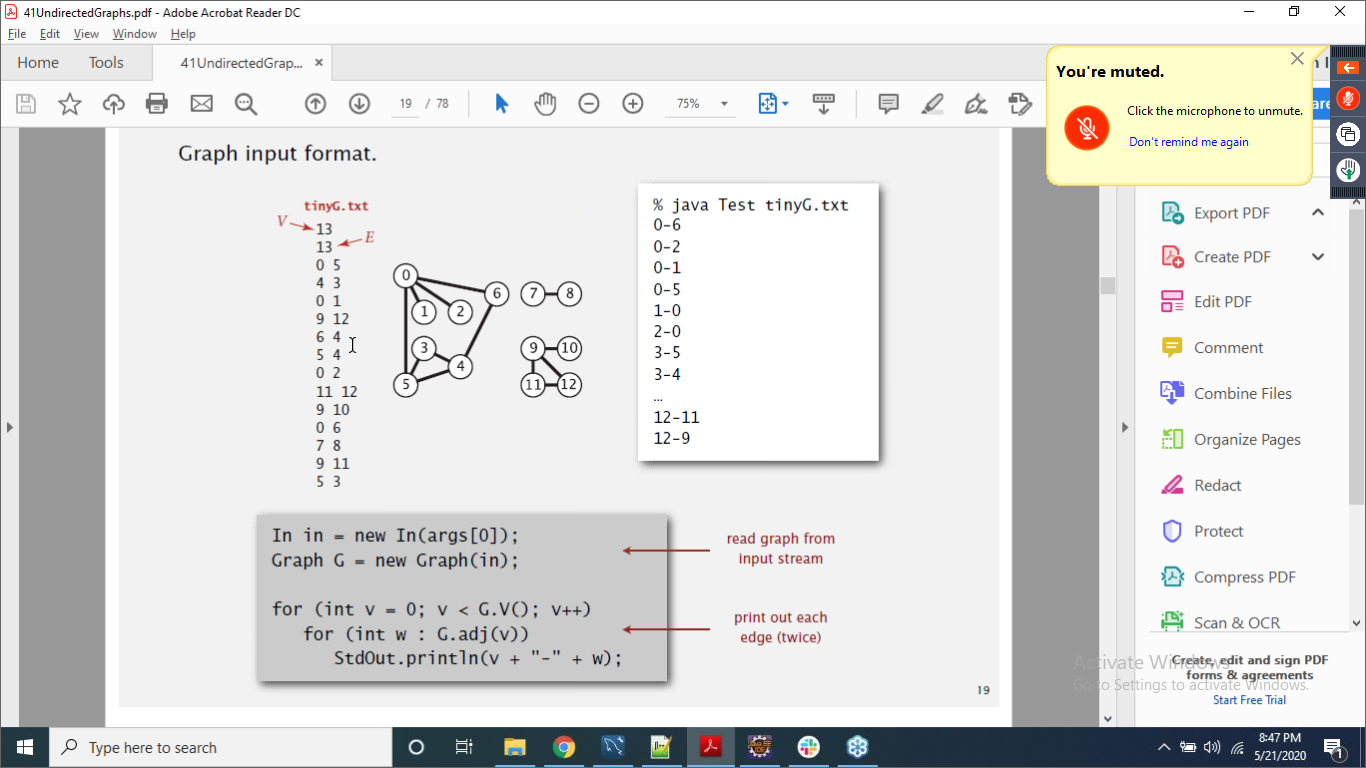 41UndirectedGraphs.pdf - Adobe Acrobat Reader DC
File Edit View Window Help
Home Tools 41UndirectedGrap... ×
19 / 78 75%
You're muted.
Click the microphone to unmute.
Don't remind me again
Graph input format.
tinyG.txt
V
13
13
E
0 5
4 3
0 1
9 12
6 4
5 4
0 2
11 12
9 10
0 6
7 8
9 11
5 3
0
6
7
8
1
2
3
4
5
9
10
11
12
% java Test tinyG.txt
0-6
0-2
0-1
0-5
1-0
2-0
3-5
3-4
…
12-11
12-9
In in = new In(args[0]);
Graph G = new Graph(in);
for (int v = 0; v < G.V(); v++)
for (int w : G.adj(v))
StdOut.println(v + "-" + w);
read graph from
input stream
print out each
edge (twice)
19
Export PDF
Create PDF
Edit PDF
Comment
Combine Files
Organize Pages
Redact
Protect
Compress PDF
Scan & OCR
Create, edit and sign PDF
forms & agreements
Start Free Trial
Activate Windows
Go to Settings to activate Windows.
Type here to search
8:47 PM
5/21/2020
1